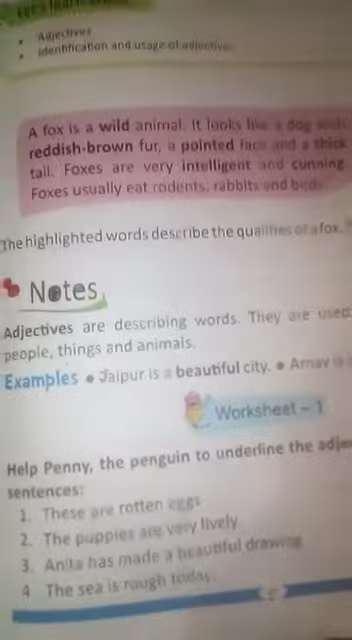 Adjectives
Identification and usage of adjective
A fox is a wild animal. It looks like a dog with
reddish-brown fur, a pointed face and a thick
tail. Foxes are very intelligent and cunning
Foxes usually eat rodents, rabbits and birds
The highlighted words describe the qualities of a fox.
Notes
Adjectives are describing words. They are used
people, things and animals.
Examples • Jaipur is a beautiful city. • Arnav is
Worksheet – 1
Help Penny, the penguin to underline the adje
sentences:
1. These are rotten eggs
2. The puppies are very lively
3. Anita has made a beautiful drawing
4 The sea is rough today.